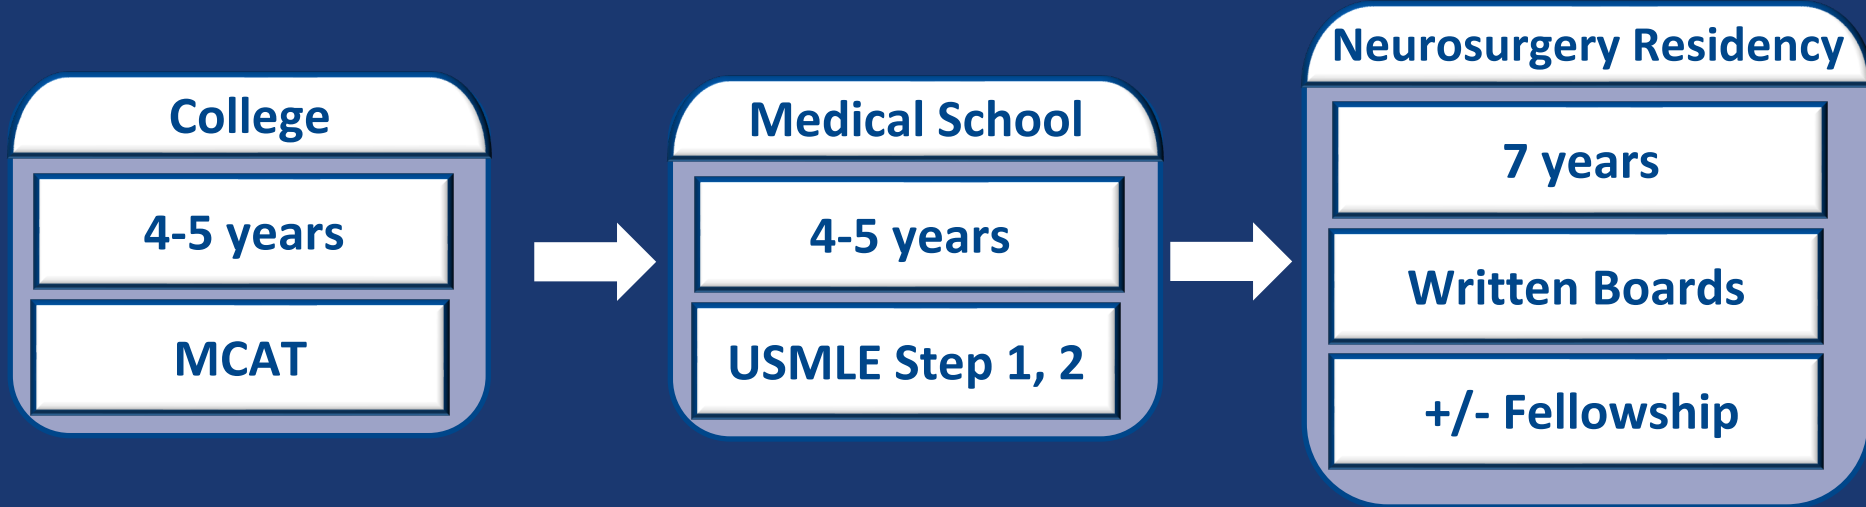 College
4-5 years
MCAT
Medical School
4-5 years
USMLE Step 1, 2
Neurosurgery Residency
7 years
Written Boards
+/- Fellowship